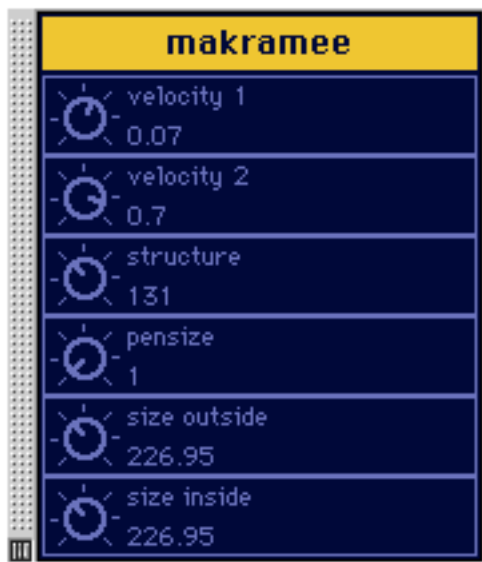 makramee
velocity 1
0.07
velocity 2
0.7
structure
131
pensize
1
size outside
226.95
size inside
226.95